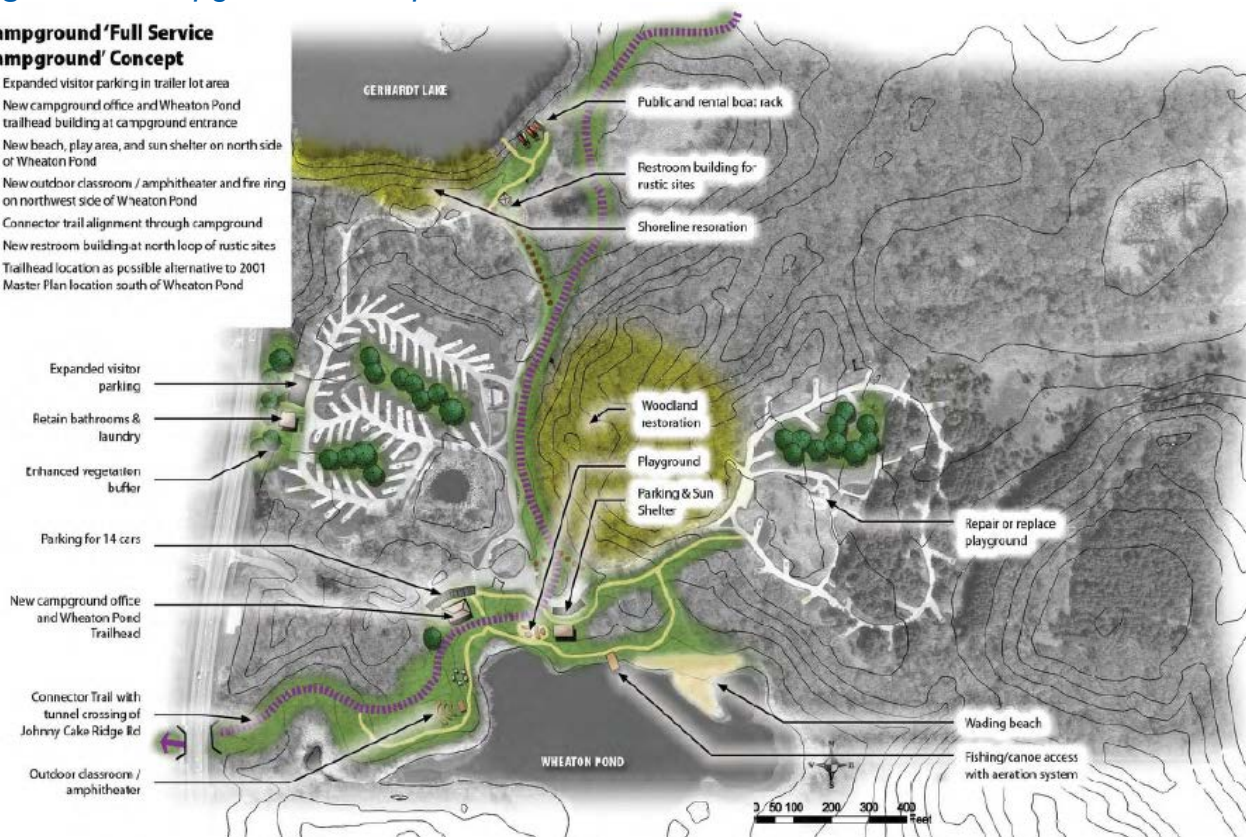 ampground 'Full Service
ampground' Concept
Expanded visitor parking in trailer lot area
New campground office and Wheaton Pond
trailhead building at campground entrance
New beach, play area, and sun shelter on north side
of Wheaton Pond
New outdoor classroom / amphitheater and fire ring
on northwest side of Wheaton Pond
Connector trail alignment through campground
New restroom building at north loop of rustic sites
Trailhead location as possible alternative to 2001
Master Plan location south of Wheaton Pond
GERHARDT LAKE
Public and rental boat rack
Restroom building for
rustic sites
Shoreline resoration
Expanded visitor
parking
Retain bathrooms &
laundry
Enhanced vegetation
buffer
Parking for 14 cars
New campground office
and Wheaton Pond
Trailhead
Connector Trail with
tunnel crossing of
Johnny Cake Ridge Rd
Outdoor classroom /
amphitheater
Woodland
restoration
Playground
Parking & Sun
Shelter
Repair or replace
playground
Wading beach
Fishing/canoe access
with aeration system
WHEATON POND
N
E
S
W
0 50 100 200 300 400
Feet